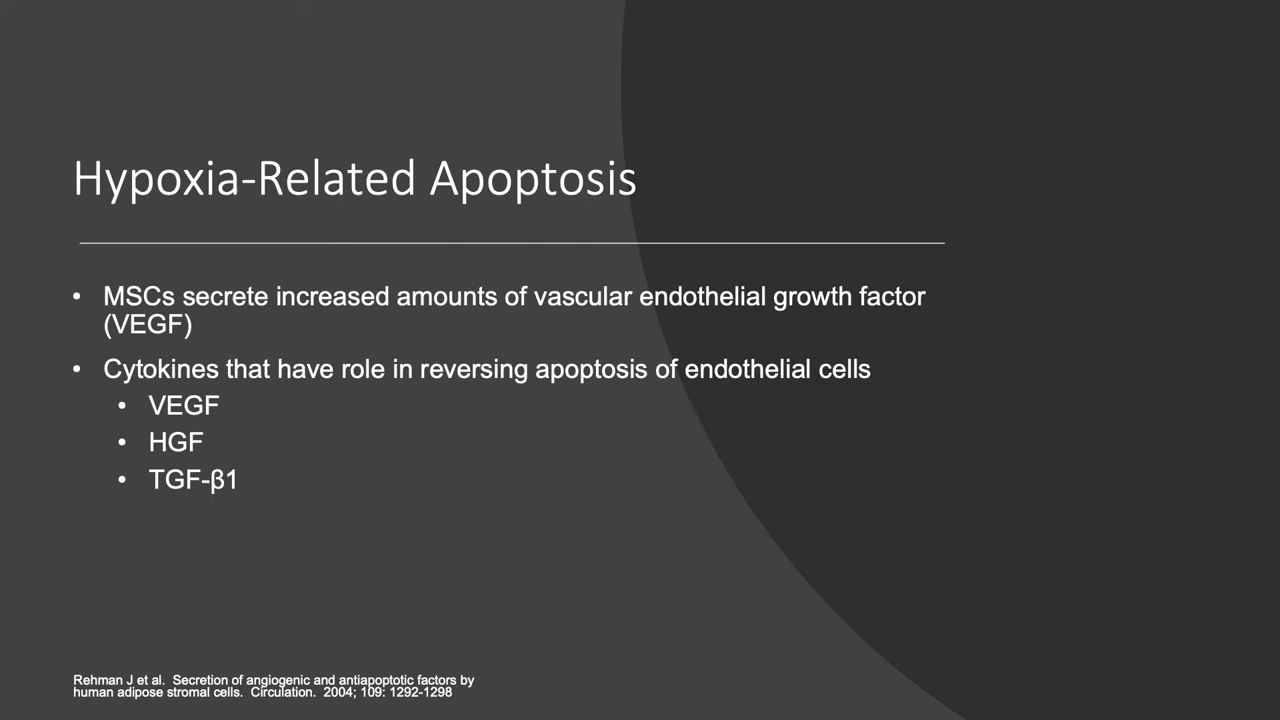 Hypoxia-Related Apoptosis
• MSCs secrete increased amounts of vascular endothelial growth factor
(VEGF)
• Cytokines that have role in reversing apoptosis of endothelial cells
• VEGF
• HGF
• TGF-β1
Rehman J et al.  Secretion of angiogenic and antiapoptotic factors by
human adipose stromal cells.  Circulation.  2004; 109: 1292-1298